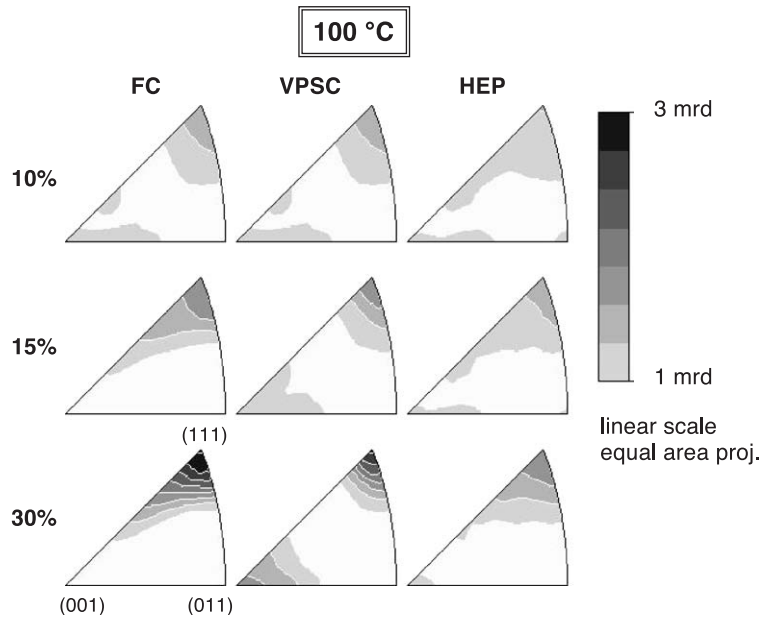 100 °C
FC VPSC HEP
3 mrd
10%
15%
1 mrd
(111)
linear scale
equal area proj.
30%
(001) (011)